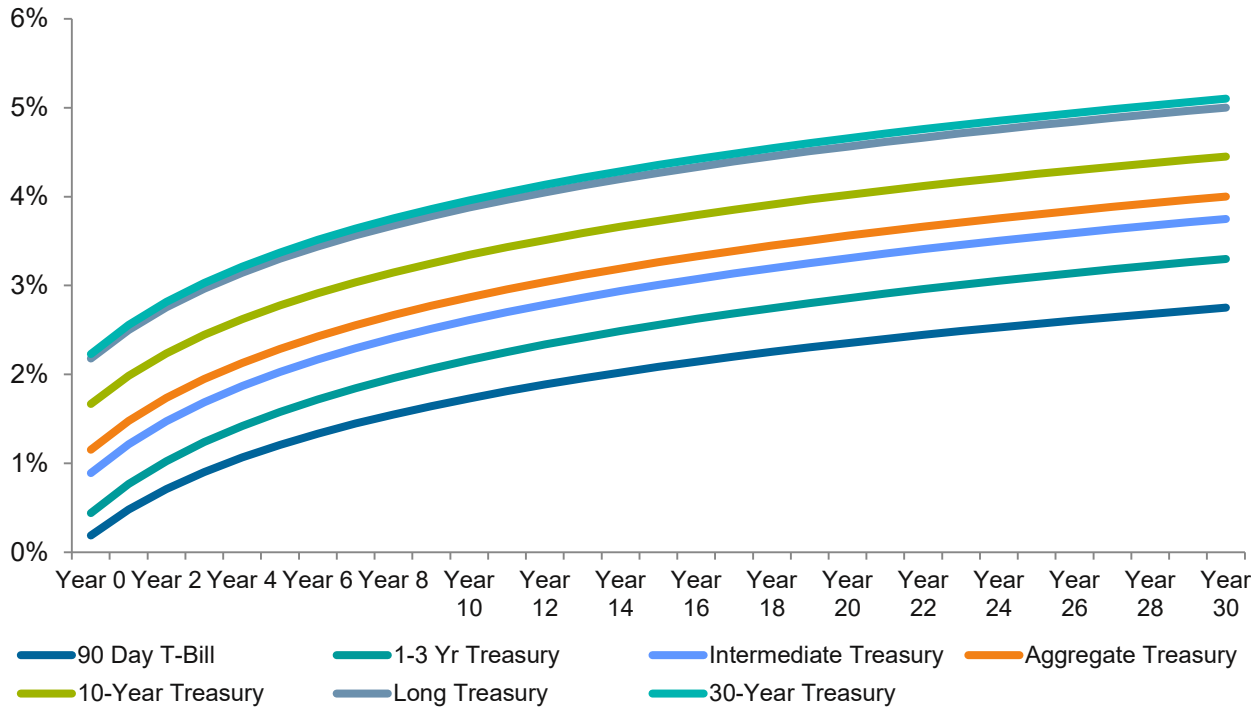 6%
5%
4%
3%
2%
1%
0%
Year 0 Year 2 Year 4 Year 6 Year 8 Year Year Year Year Year Year Year Year Year Year Year
10 12 14 16 18 20 22 24 26 28 30
90 Day T-Bill 1-3 Yr Treasury Intermediate Treasury Aggregate Treasury
10-Year Treasury Long Treasury 30-Year Treasury